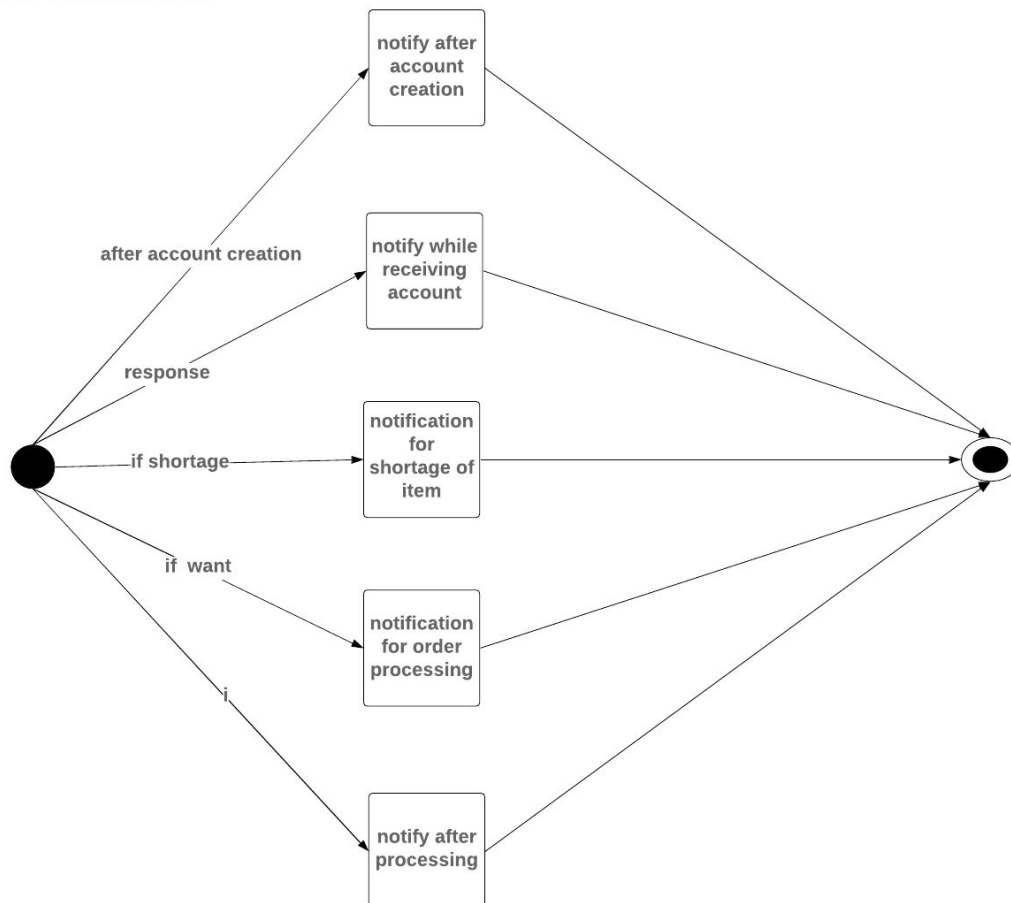 notify after
account
creation
after account creation
notify while
receiving
account
response
notification
for
shortage of
item
if shortage
if  want
notification
for order
processing
i
notify after
processing